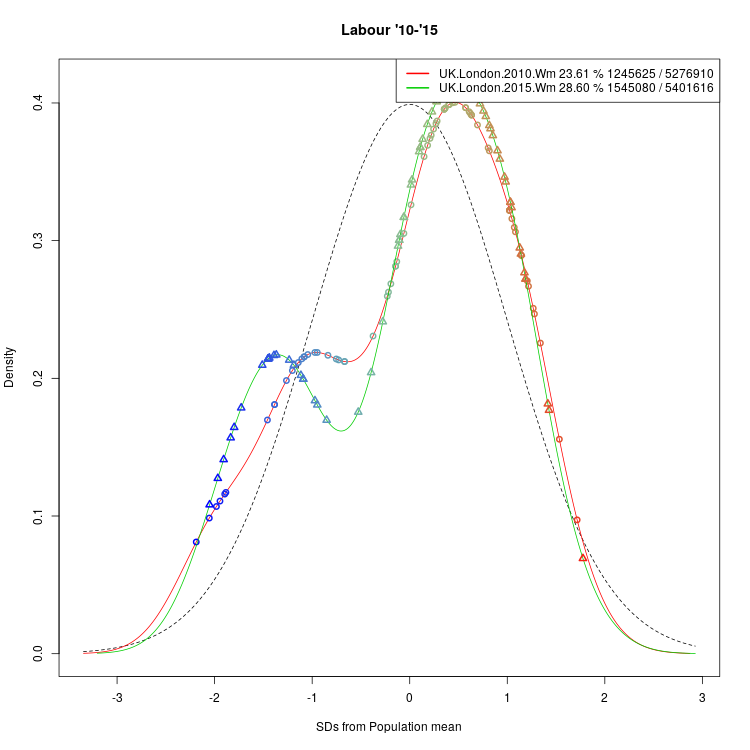 Labour '10-'15
UK.London.2010.Wm 23.61 % 1245625 / 5276910
UK.London.2015.Wm 28.60 % 1545080 / 5401616
0.4
0.3
0.2
0.1
0.0
Density
-3 -2 -1 0 1 2 3
SDs from Population mean